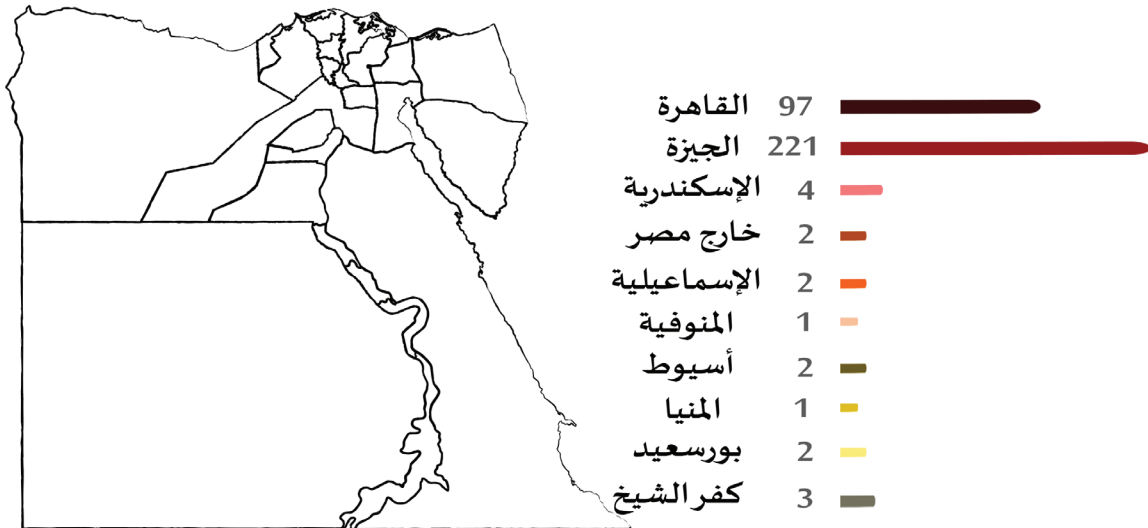 القاهرة 97
الجيزة 221
الإسكندرية 4
خارج مصر 2
الإسماعيلية 2
المنوفية 1
أسيوط 2
المنيا 1
بورسعيد 2
كفر الشيخ 3